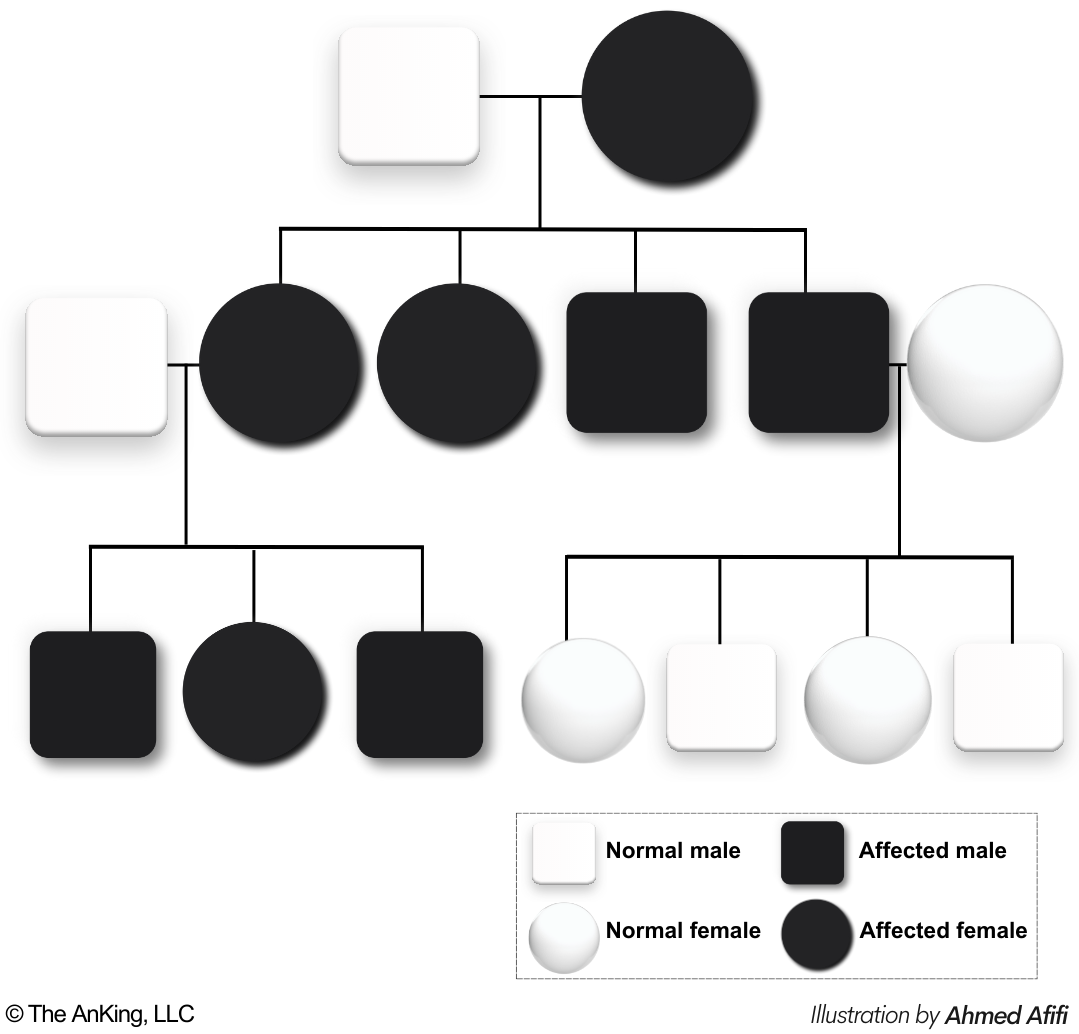 Normal male
Affected male
Normal female
Affected female
© The AnKing, LLC
Illustration by Ahmed Afifi